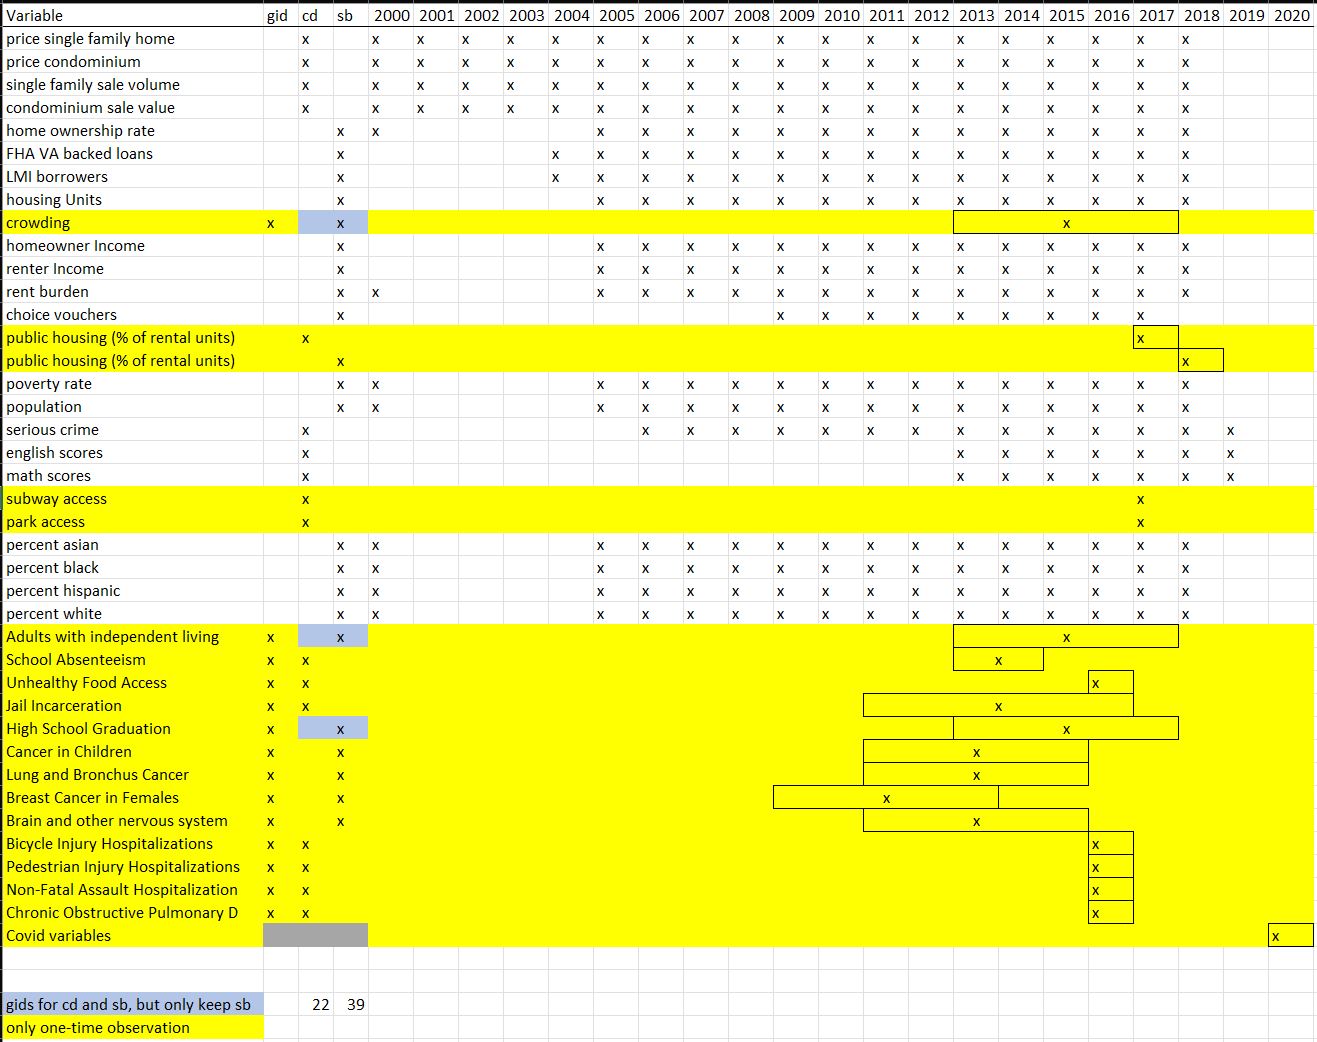 Variable gid cd sb 2000 2001 2002 2003 2004 2005 2006 2007 2008 2009 2010 2011 2012 2013 2014 2015 2016 2017 2018 2019 2020
price single family home x x x x x x x x x x x x x x x x x x x x
price condominium x x x x x x x x x x x x x x x x x x x x
single family sale volume x x x x x x x x x x x x x x x x x x x x
condominium sale value x x x x x x x x x x x x x x x x x x x x
home ownership rate x x x x x x x x x x x x x x x x
FHA VA backed loans x x x x x x x x x x x x x x x x
LMI borrowers x x x x x x x x x x x x x x x x
housing Units x x x x x x x x x x x x x x x
crowding x x x
homeowner Income x x x x x x x x x x x x x x x
renter Income x x x x x x x x x x x x x x x
rent burden x x x x x x x x x x x x x x x x
choice vouchers x x x x x x x x x x
public housing (% of rental units) x x
public housing (% of rental units) x x
poverty rate x x x x x x x x x x x x x x x x
population x x x x x x x x x x x x x x x x
serious crime x x x x x x x x x x x x x x x
english scores x x x x x x x x
math scores x x x x x x x x
subway access x x
park access x x
percent asian x x x x x x x x x x x x x x x x
percent black x x x x x x x x x x x x x x x x
percent hispanic x x x x x x x x x x x x x x x x
percent white x x x x x x x x x x x x x x x x
Adults with independent living x x x
School Absenteeism x x x
Unhealthy Food Access x x x
Jail Incarceration x x x
High School Graduation x x x
Cancer in Children x x x
Lung and Bronchus Cancer x x x
Breast Cancer in Females x x x
Brain and other nervous system x x x
Bicycle Injury Hospitalizations x x x
Pedestrian Injury Hospitalizations x x x
Non-Fatal Assault Hospitalization x x x
Chronic Obstructive Pulmonary D x x x
Covid variables x
gids for cd and sb, but only keep sb 22 39
only one-time observation